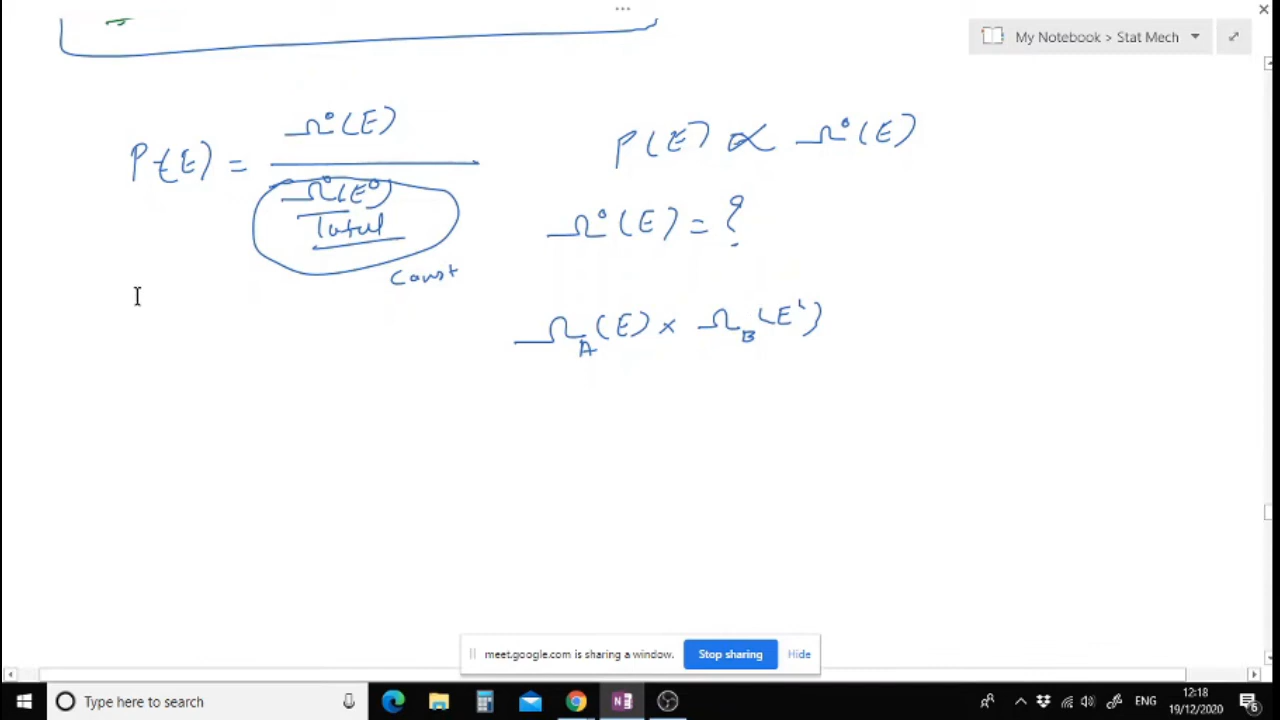 My Notebook > Stat Mech
P(E) = Ω°(E) / Ω°(E°) Total
Const
P(E) ∝ Ω°(E)
Ω°(E) = ?
Ω_A(E) × Ω_B(E')
meet.google.com is sharing a window.
Stop sharing
Hide
Type here to search
ENG
12:18
19/12/2020
6